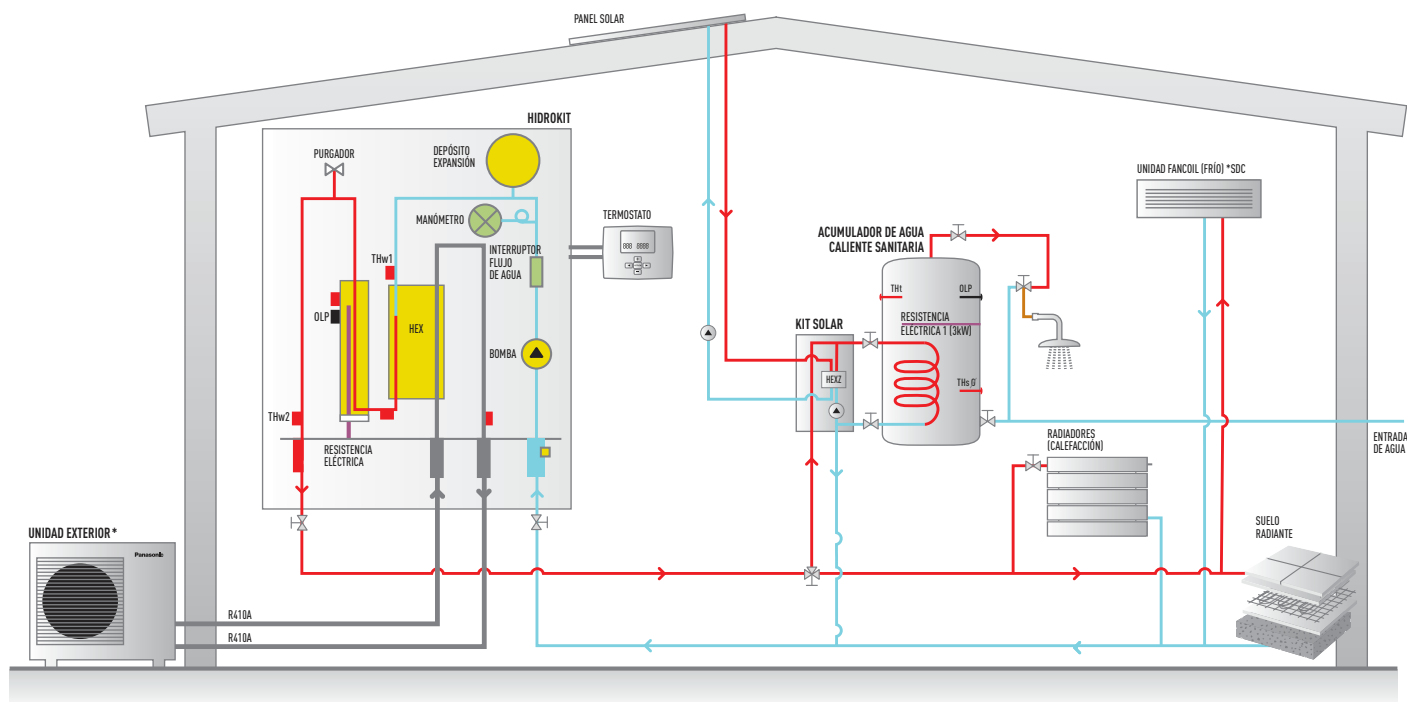 PANEL SOLAR
HIDROKIT
PURGADOR
DEPÓSITO
EXPANSIÓN
MANÓMETRO
INTERRUPTOR
FLUJO
DE AGUA
THw1
OLP
HEX
BOMBA
THw2
RESISTENCIA
ELÉCTRICA
TERMOSTATO
ACUMULADOR DE AGUA
CALIENTE SANITARIA
THt
OLP
RESISTENCIA
ELÉCTRICA 1 (3kW)
KIT SOLAR
HEXZ
UNIDAD FANCOIL (FRÍO) *SDC
RADIADORES
(CALEFACCIÓN)
ENTRADA
DE AGUA
SUELO
RADIANTE
UNIDAD EXTERIOR *
Panasonic
R410A
R410A